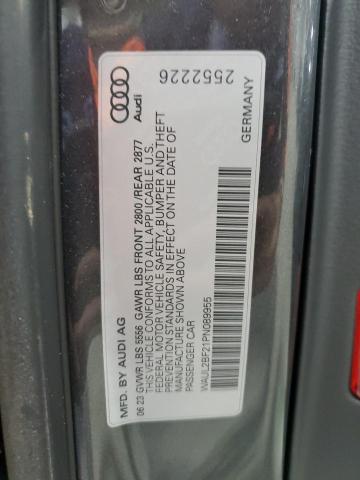 MFD. BY AUDI AG
06 23 GVWR LBS 5556 GAWR LBS FRONT 2800 /REAR 2877
THIS VEHICLE CONFORMS TO ALL APPLICABLE U.S.
FEDERAL MOTOR VEHICLE SAFETY, BUMPER AND THEFT
PREVENTION STANDARDS IN EFFECT ON THE DATE OF
MANUFACTURE SHOWN ABOVE
PASSENGER CAR
WAUL2BF21PN089955
Audi
2552226
GERMANY